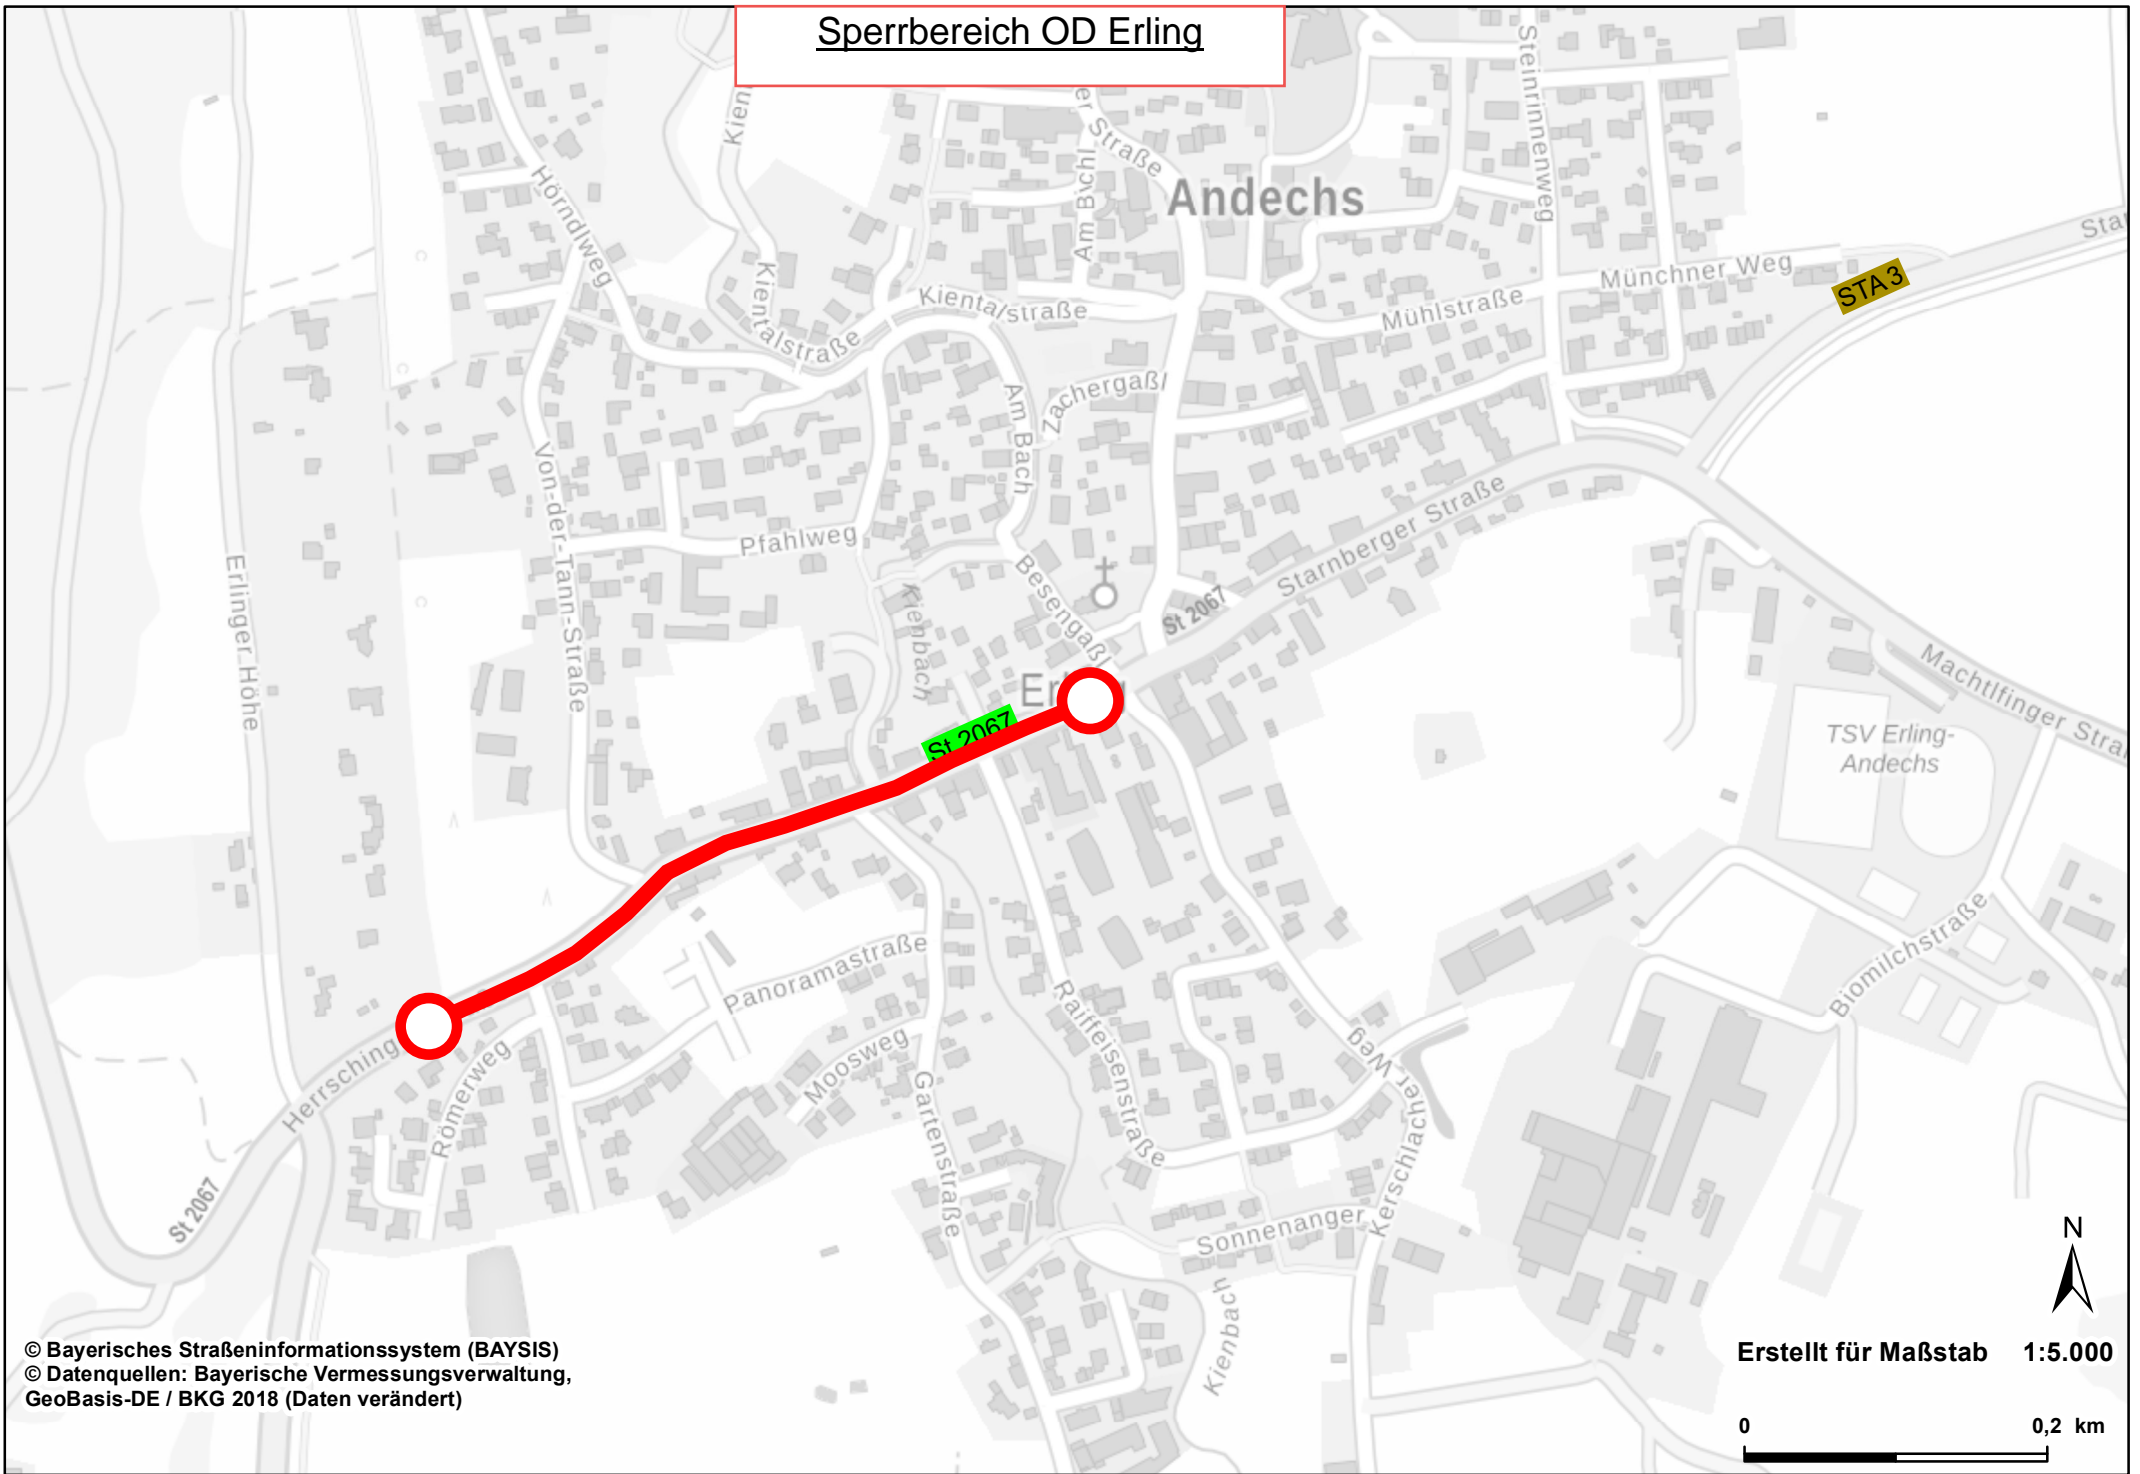 Sperrbereich OD Erling
Steinrinnenweg
er Straße
Am Bichl
Andechs
Hörndlweg
Kientalstraße
Kientalstraße
Münchner Weg
Mühlstraße
STA 3
Zachergaßl
Am Bach
Von-der-Tann-Straße
Pfahlweg
Starnberger Straße
St 2067
Besengaßl
Kienbach
Erlinger Höhe
St 2067
Machtlfinger
TSV Erling-
Andechs
Panoramastraße
Biomilchstraße
Raiffeisenstraße
Moosweg
Herrsching
Römerweg
Gartenstraße
Kerschlacher Weg
St 2067
Sonnenanger
Kienbach
N
© Bayerisches Straßeninformationssystem (BAYSIS)
© Datenquellen: Bayerische Vermessungsverwaltung,
GeoBasis-DE / BKG 2018 (Daten verändert)
Erstellt für Maßstab 1:5.000
0 0,2 km